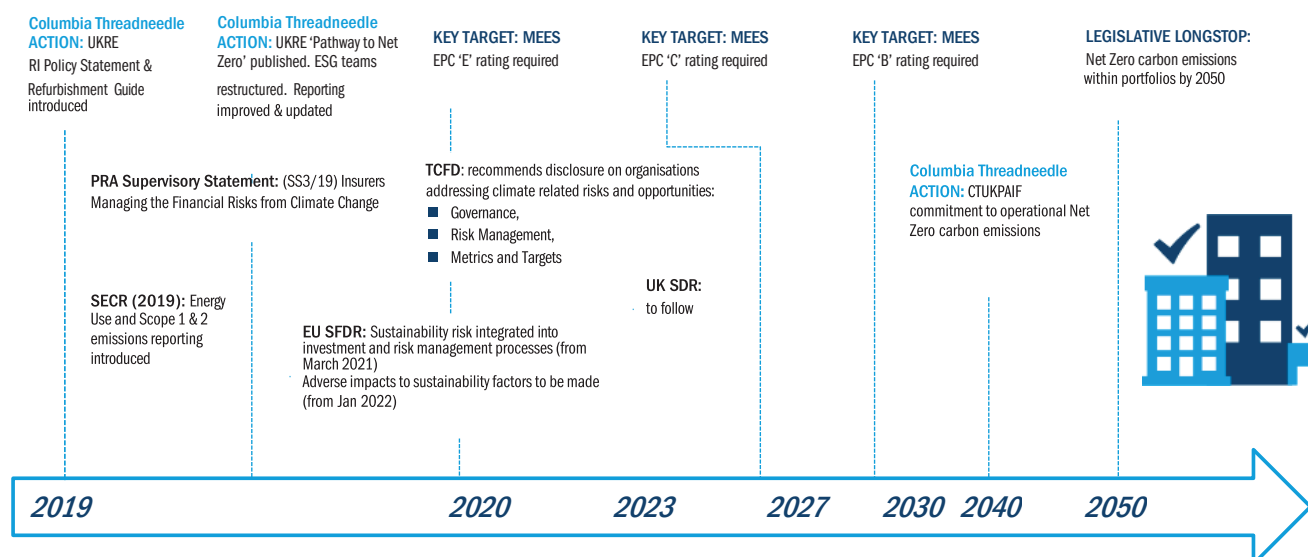 Columbia Threadneedle
ACTION: UKRE
RI Policy Statement &
Refurbishment Guide
introduced
Columbia Threadneedle
ACTION: UKRE ‘Pathway to Net
Zero’ published. ESG teams
restructured. Reporting
improved & updated
KEY TARGET: MEES
EPC ‘E’ rating required
KEY TARGET: MEES
EPC ‘C’ rating required
KEY TARGET: MEES
EPC ‘B’ rating required
LEGISLATIVE LONGSTOP:
Net Zero carbon emissions
within portfolios by 2050
PRA Supervisory Statement: (SS3/19) Insurers
Managing the Financial Risks from Climate Change
TCFD: recommends disclosure on organisations
addressing climate related risks and opportunities:
Governance,
Risk Management,
Metrics and Targets
Columbia Threadneedle
ACTION: CTUKPAIF
commitment to operational Net
Zero carbon emissions
SECR (2019): Energy
Use and Scope 1 & 2
emissions reporting
introduced
EU SFDR: Sustainability risk integrated into
investment and risk management processes (from
March 2021)
Adverse impacts to sustainability factors to be made
(from Jan 2022)
UK SDR:
to follow
2019
2020
2023
2027
2030
2040
2050